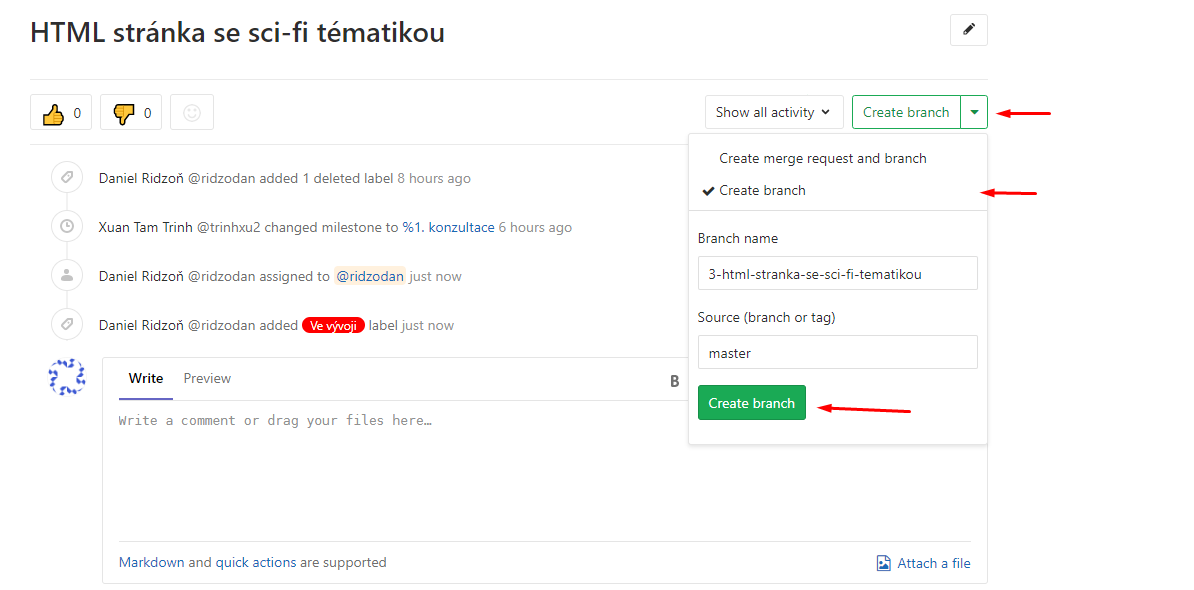 HTML stránka se sci-fi tématikou
0
0
Show all activity
Create branch
Create merge request and branch
Create branch
Daniel Ridzoň @ridzodan added 1 deleted label 8 hours ago
Xuan Tam Trinh @trinhxu2 changed milestone to %1. konzultace 6 hours ago
Daniel Ridzoň @ridzodan assigned to @ridzodan just now
Daniel Ridzoň @ridzodan added Ve vývoji label just now
Branch name
3-html-stranka-se-sci-fi-tematikou
Source (branch or tag)
master
Create branch
Write Preview
B
Write a comment or drag your files here…
Markdown and quick actions are supported
Attach a file